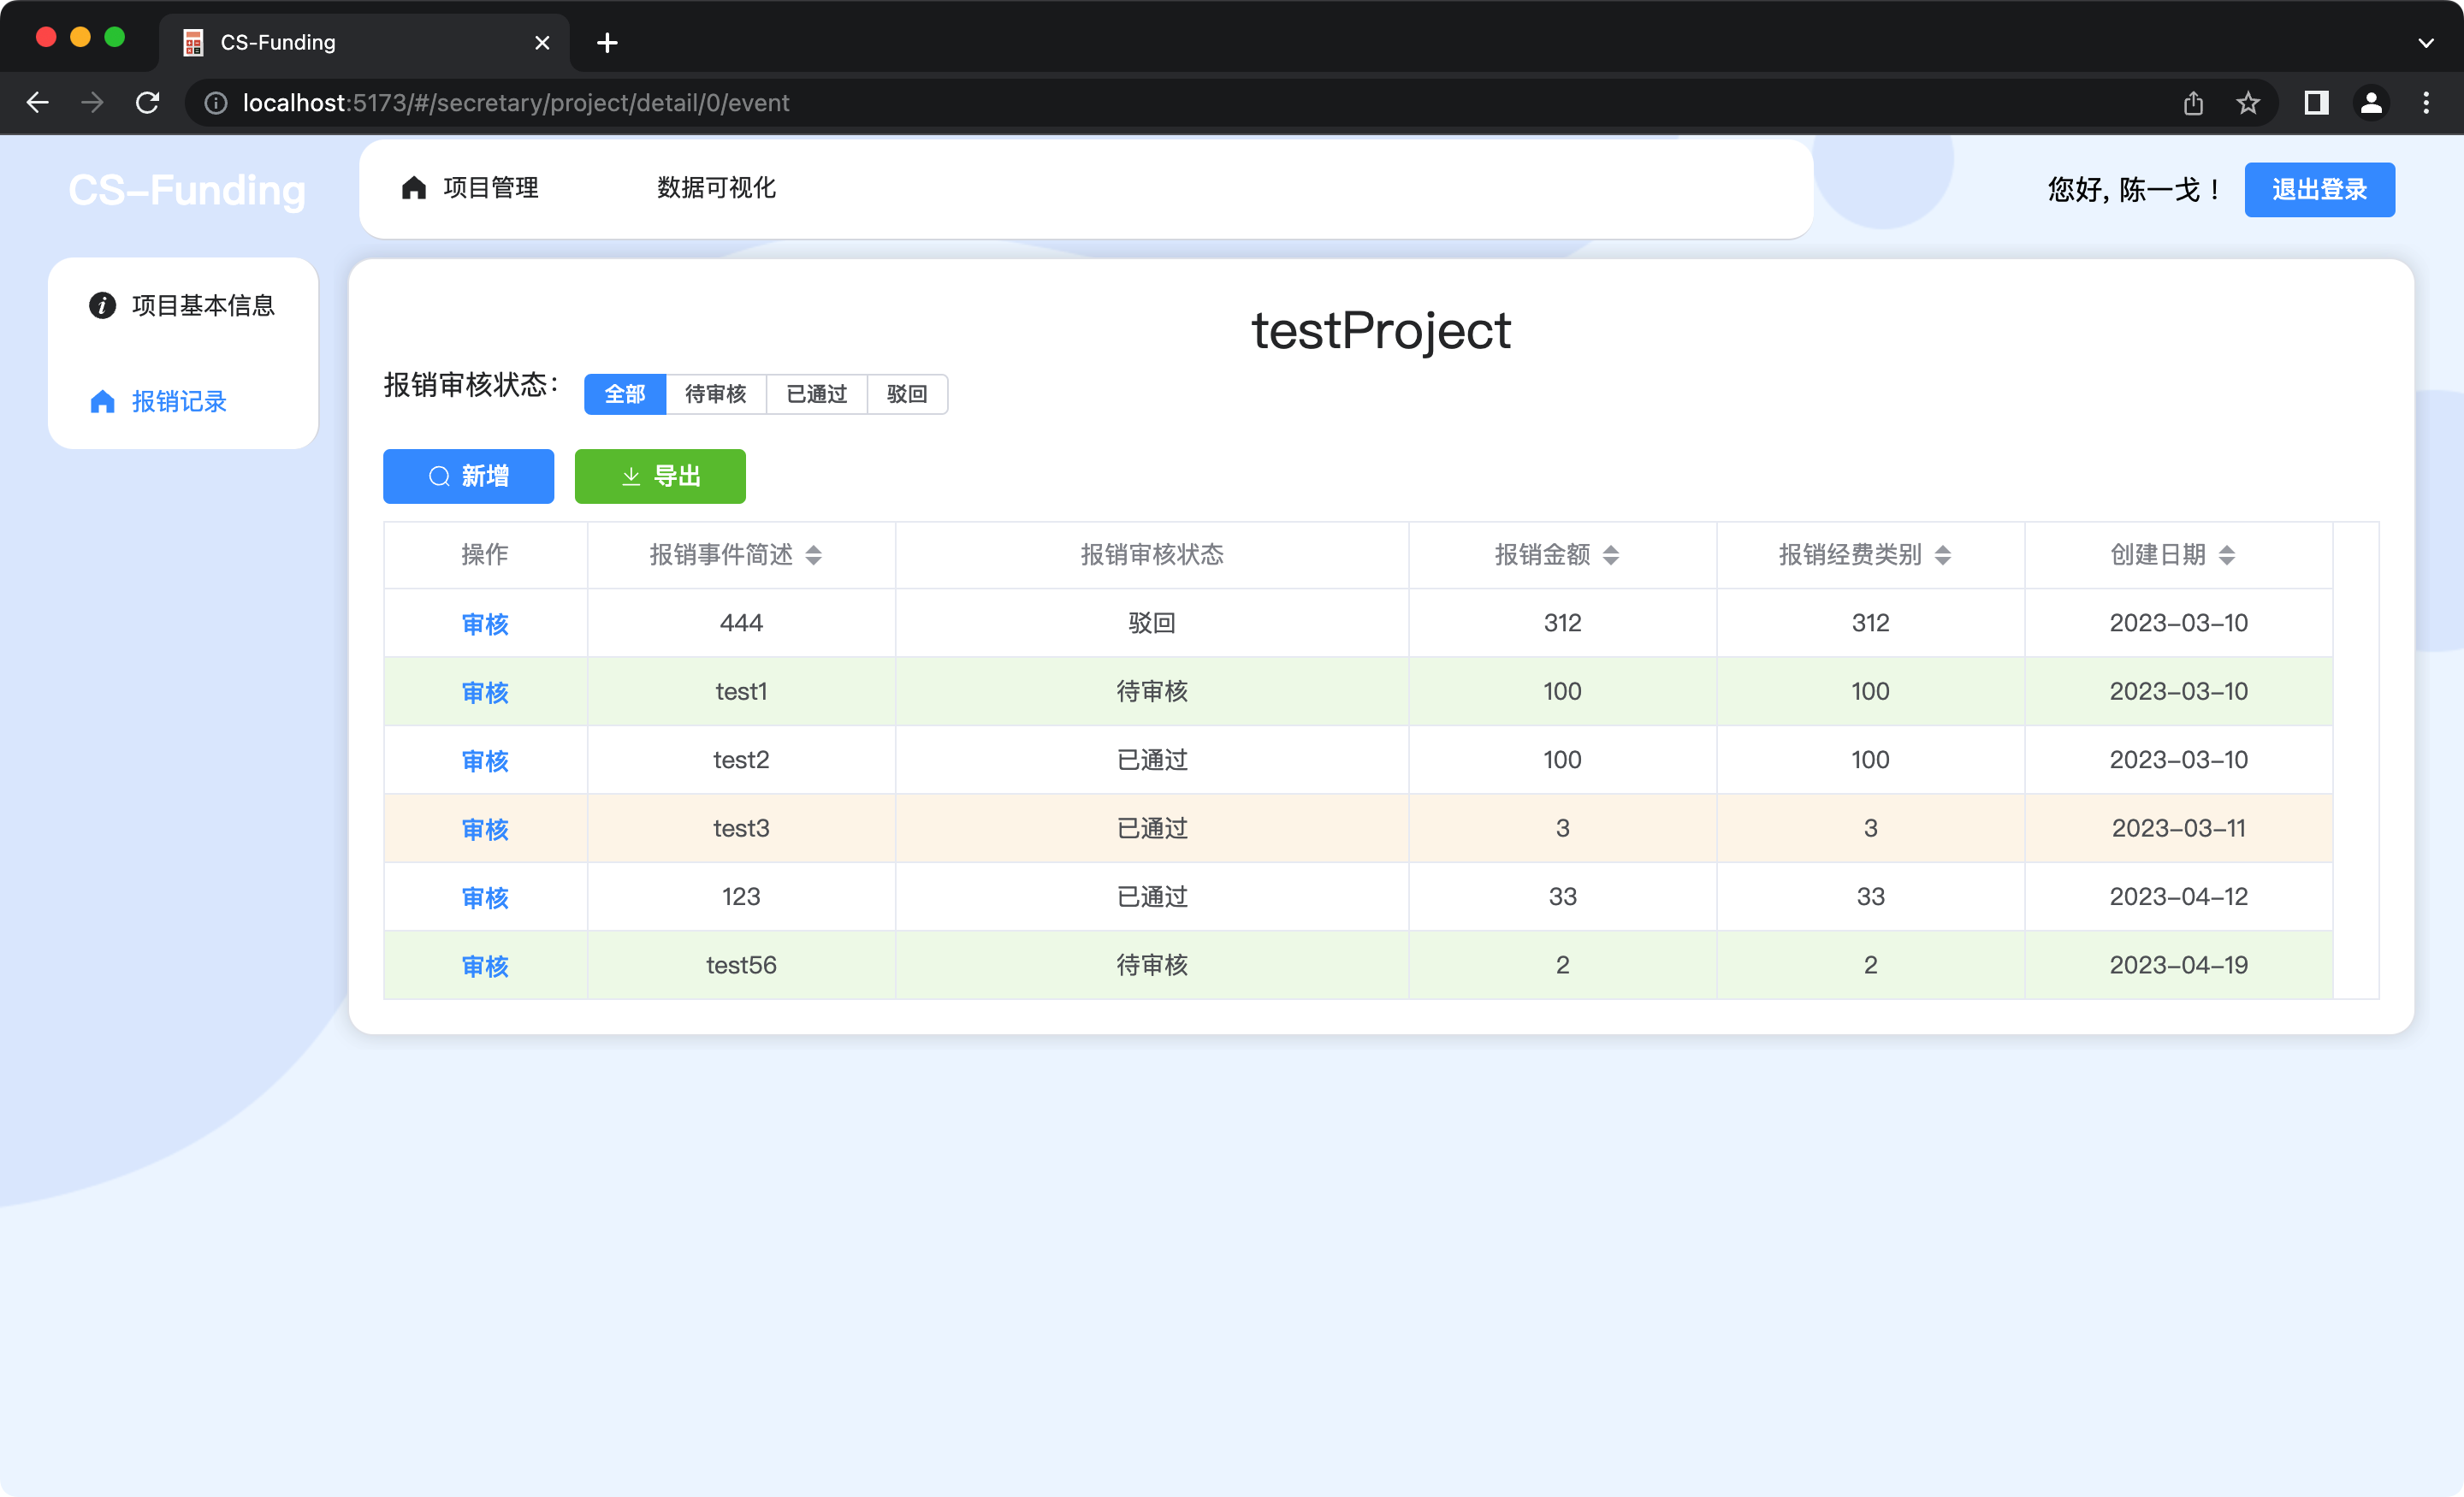 CS-Funding
localhost:5173/#/secretary/project/detail/0/event
CS-Funding
项目管理
数据可视化
您好, 陈一戈！
退出登录
项目基本信息
报销记录
testProject
报销审核状态：
全部 待审核 已通过 驳回
新增
导出
操作 报销事件简述 报销审核状态 报销金额 报销经费类别 创建日期
审核 444 驳回 312 312 2023-03-10
审核 test1 待审核 100 100 2023-03-10
审核 test2 已通过 100 100 2023-03-10
审核 test3 已通过 3 3 2023-03-11
审核 123 已通过 33 33 2023-04-12
审核 test56 待审核 2 2 2023-04-19